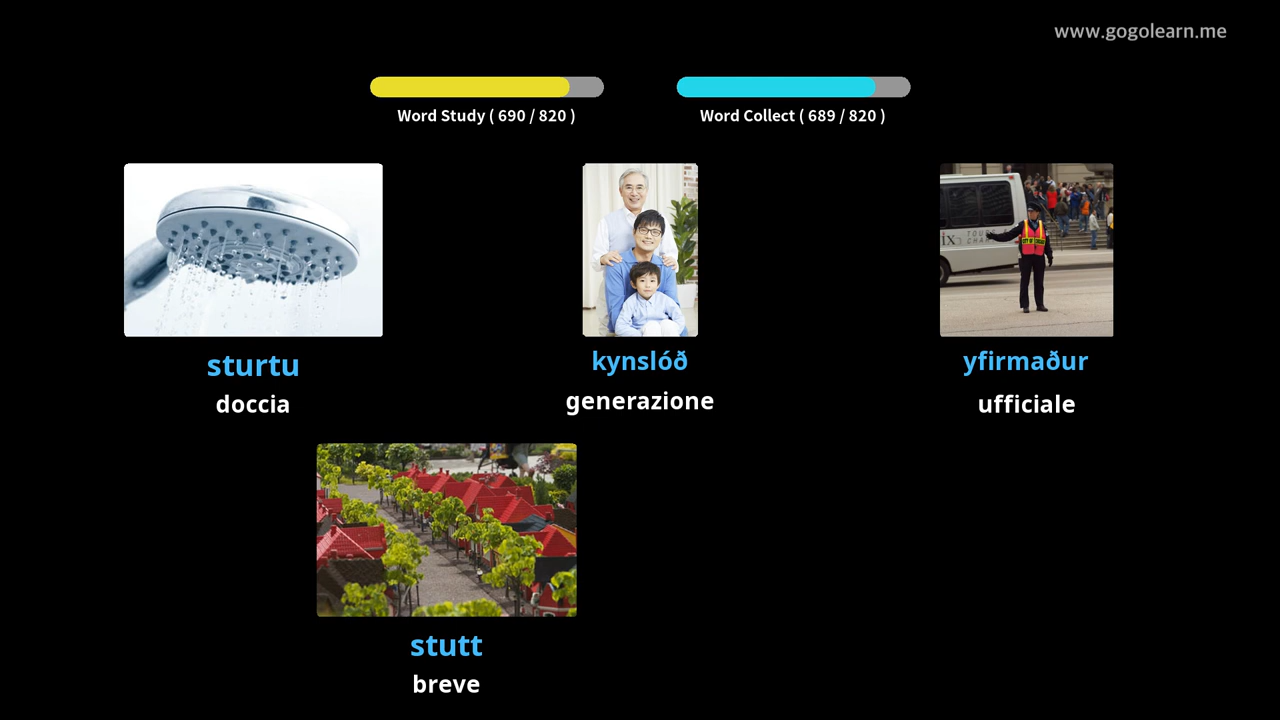 www.gogolearn.me
Word Study ( 690 / 820 )
Word Collect ( 689 / 820 )
sturtu
doccia
kynslóð
generazione
yfirmaður
ufficiale
stutt
breve